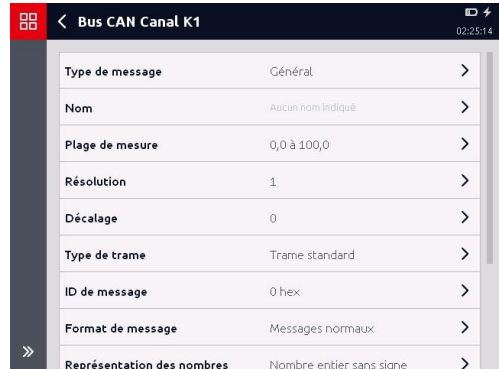 Bus CAN Canal K1
02:25:14
Type de message Général
Nom Aucun nom indiqué
Plage de mesure 0,0 à 100,0
Résolution 1
Décalage 0
Type de trame Trame standard
ID de message 0 hex
Format de message Messages normaux
Représentation des nombres Nombre entier sans signe